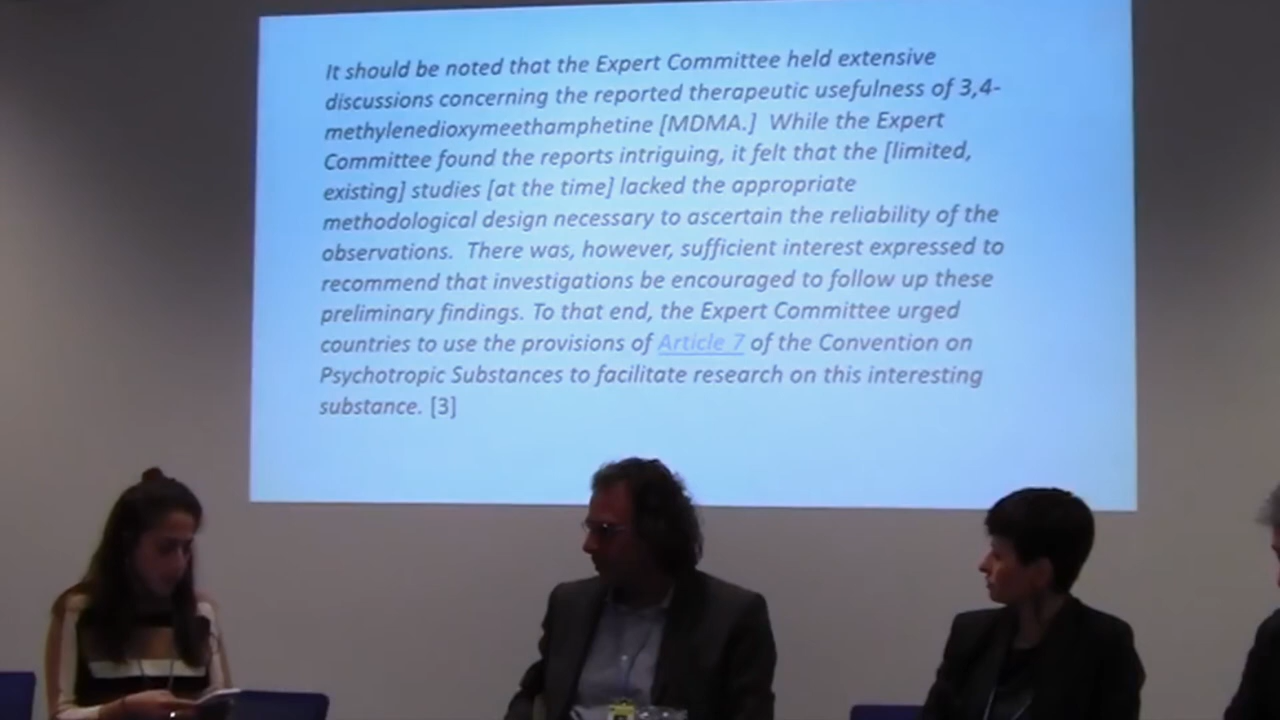 It should be noted that the Expert Committee held extensive
discussions concerning the reported therapeutic usefulness of 3,4-
methylenedioxymeethamphetine [MDMA.]  While the Expert
Committee found the reports intriguing, it felt that the [limited,
existing] studies [at the time] lacked the appropriate
methodological design necessary to ascertain the reliability of the
observations.  There was, however, sufficient interest expressed to
recommend that investigations be encouraged to follow up these
preliminary findings. To that end, the Expert Committee urged
countries to use the provisions of Article 7 of the Convention on
Psychotropic Substances to facilitate research on this interesting
substance. [3]